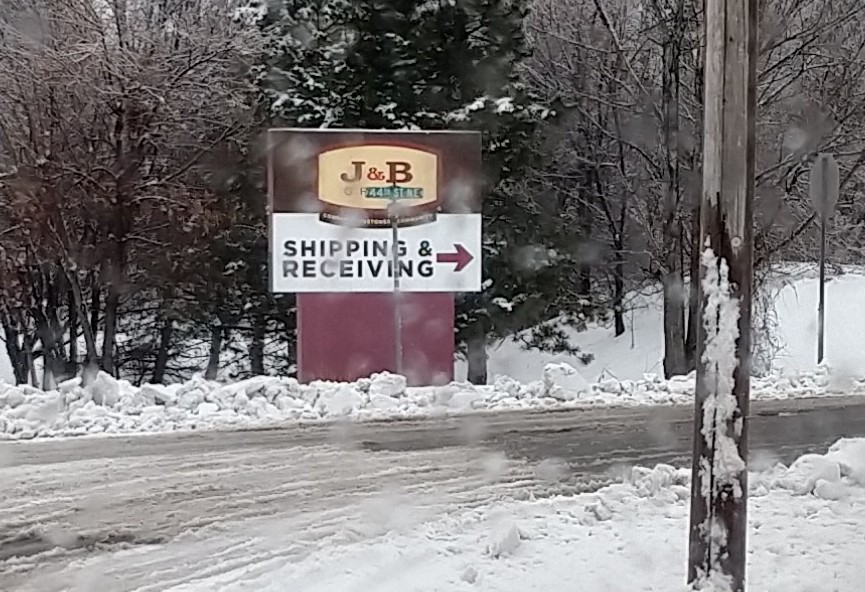 J & B
44TH ST NE
SHIPPING &
RECEIVING